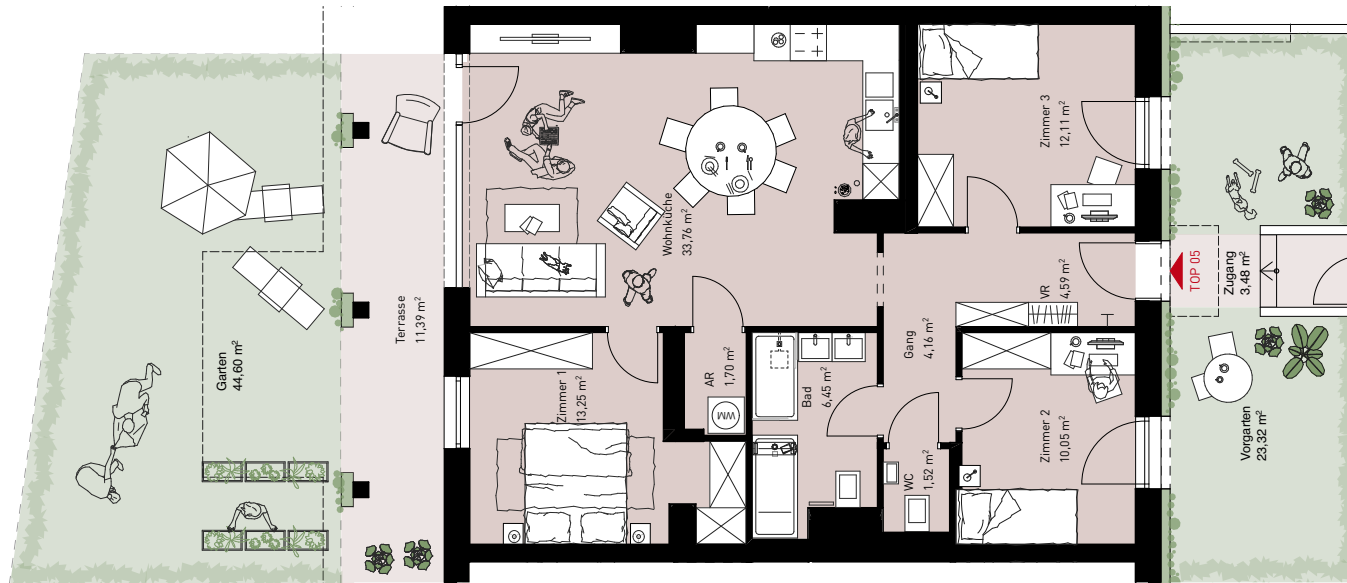 Garten
44,60 m²
Terrasse
11,39 m²
Wohnküche
33,76 m²
Zimmer 1
13,25 m²
AR
1,70 m²
WM
Bad
6,45 m²
Gang
4,16 m²
WC
1,52 m²
Zimmer 3
12,11 m²
VR
4,59 m²
Zimmer 2
10,05 m²
TOP 05
Zugang
3,48 m²
Vorgarten
23,32 m²